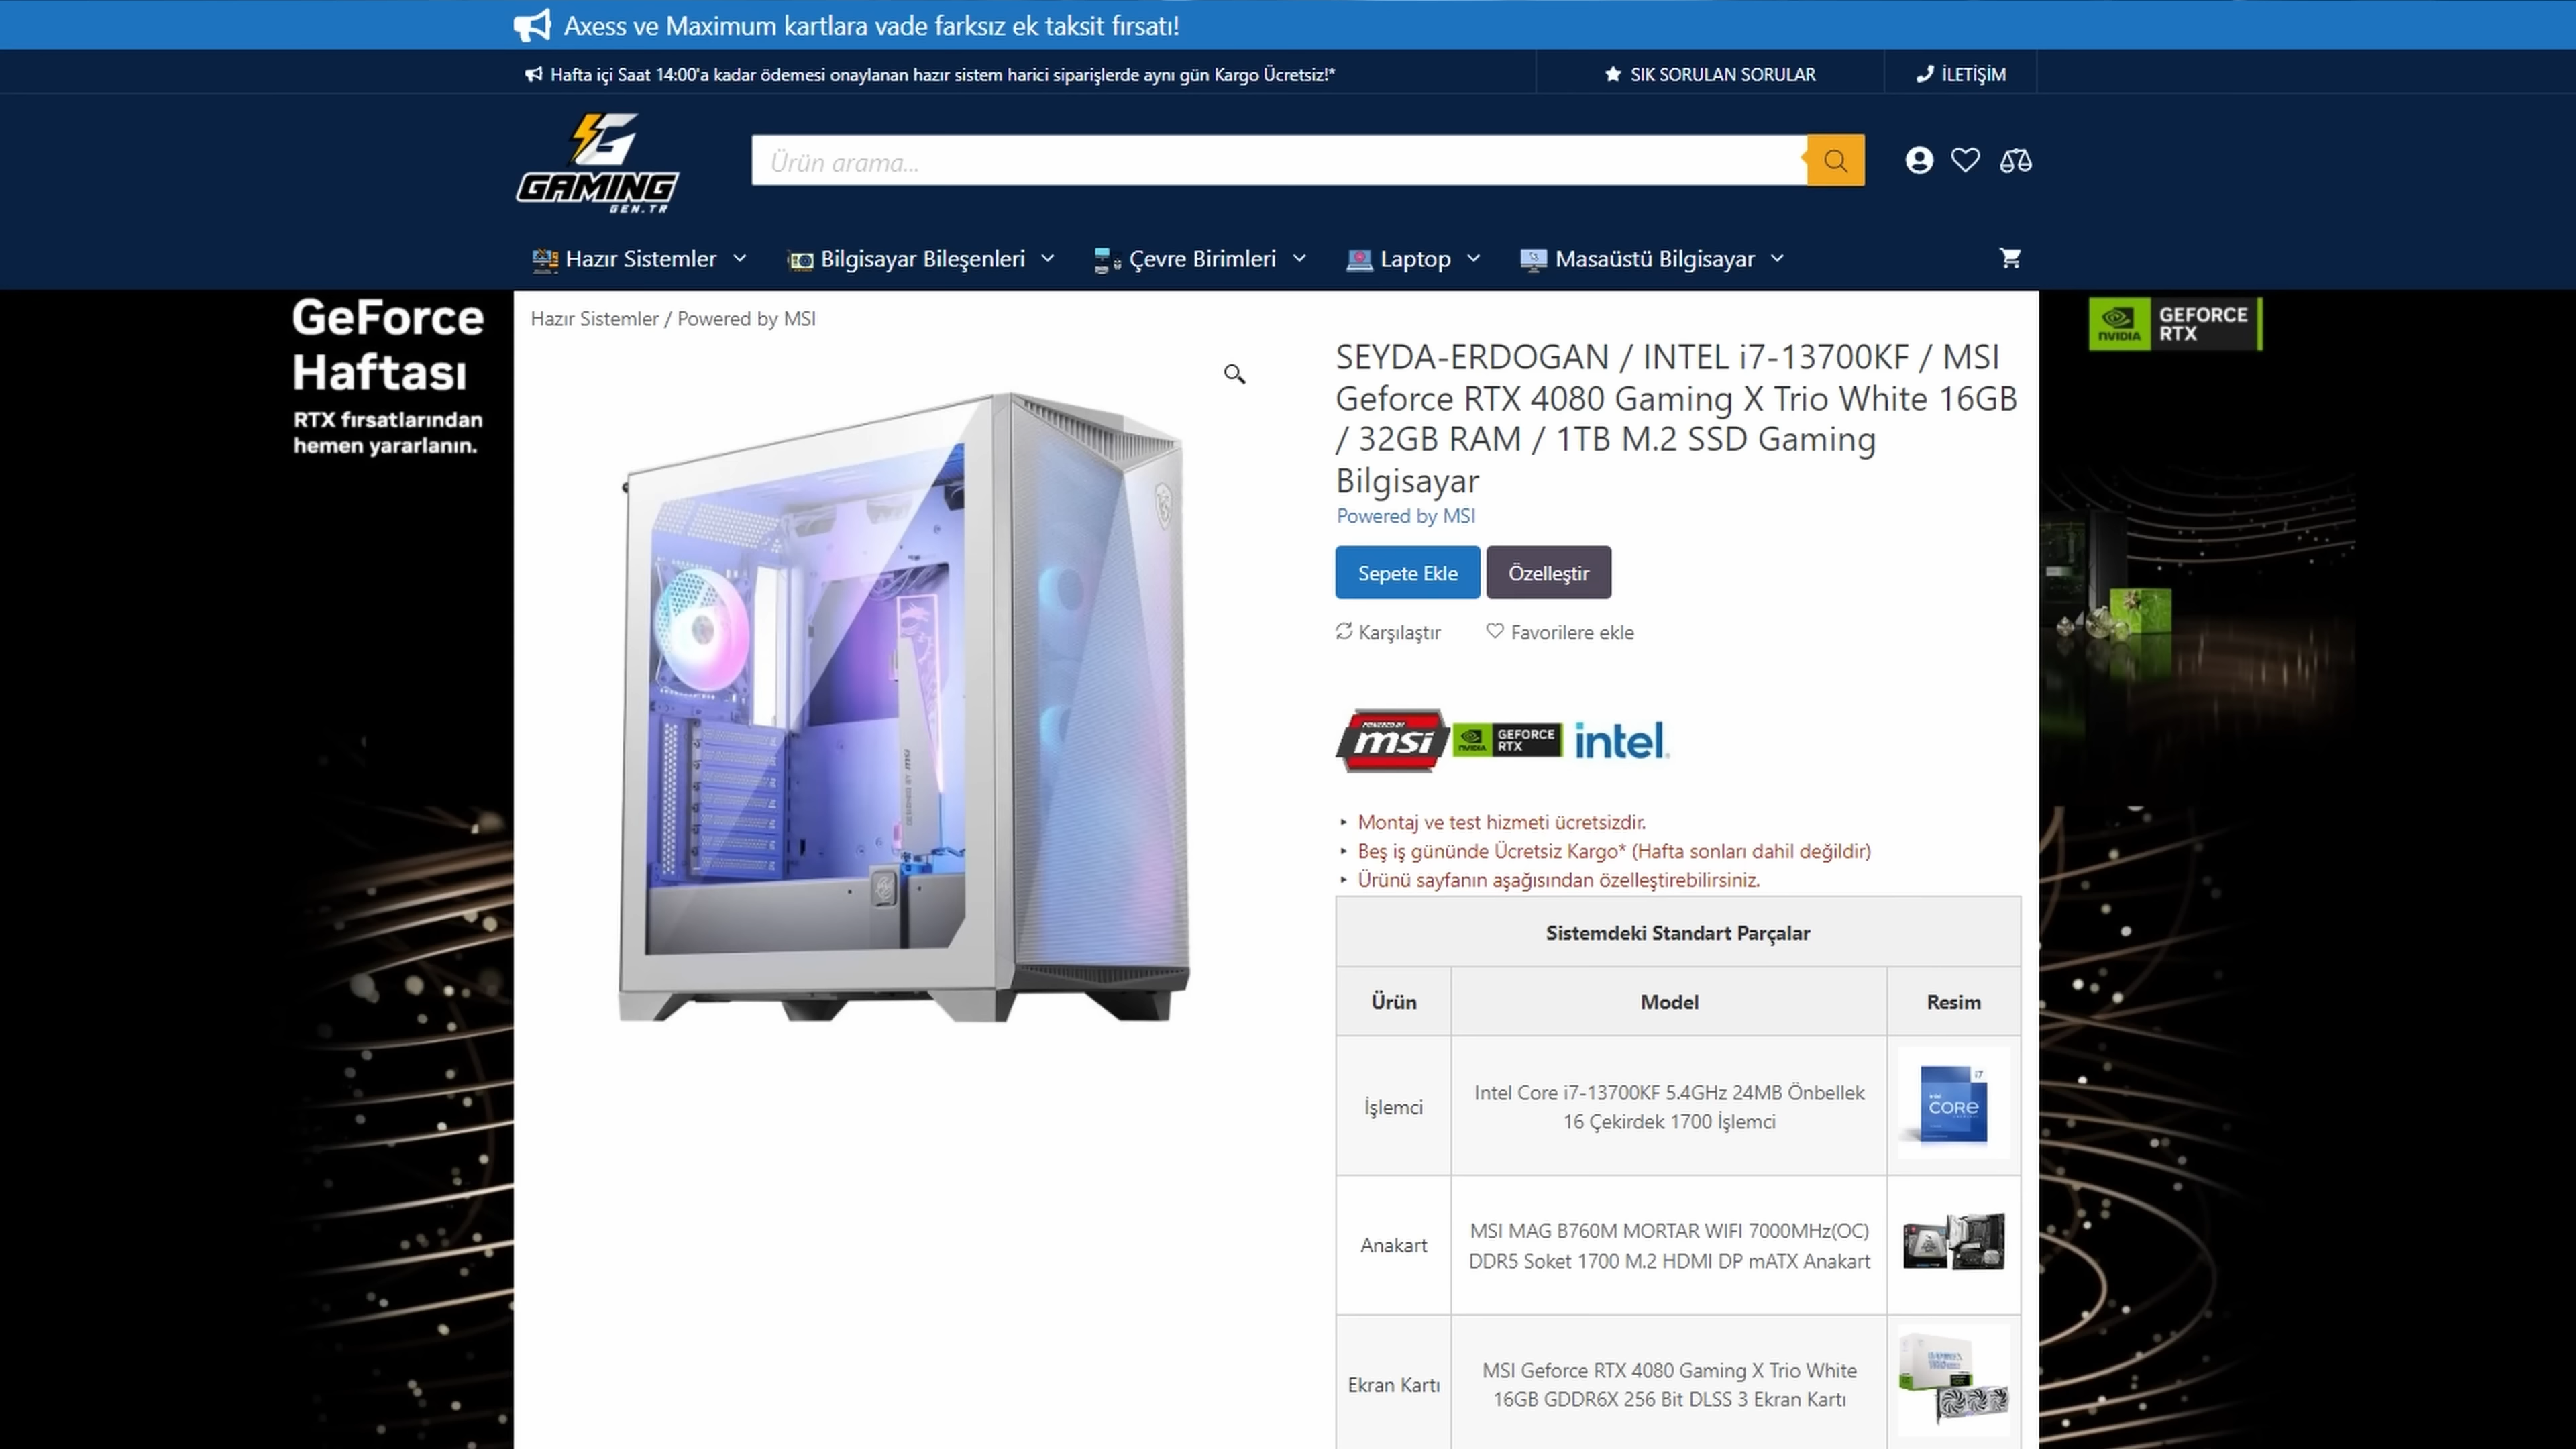 Axess ve Maximum kartlara vade farksız ek taksit fırsatı!
Hafta içi Saat 14:00'a kadar ödemesi onaylanan hazır sistem harici siparişlerde aynı gün Kargo Ücretsiz!*
SIK SORULAN SORULAR
İLETİŞİM
G
GAMING
GEN.TR
Ürün arama...
Hazır Sistemler
Bilgisayar Bileşenleri
Çevre Birimleri
Laptop
Masaüstü Bilgisayar
GeForce
Haftası
RTX fırsatlarından
hemen yararlanın.
NVIDIA
GEFORCE
RTX
Hazır Sistemler / Powered by MSI
SEYDA-ERDOGAN / INTEL i7-13700KF / MSI
Geforce RTX 4080 Gaming X Trio White 16GB
/ 32GB RAM / 1TB M.2 SSD Gaming
Bilgisayar
Powered by MSI
Sepete Ekle
Özelleştir
Karşılaştır
Favorilere ekle
POWERED BY
msi
NVIDIA
GEFORCE
RTX
intel.
Montaj ve test hizmeti ücretsizdir.
Beş iş gününde Ücretsiz Kargo* (Hafta sonları dahil değildir)
Ürünü sayfanın aşağısından özelleştirebilirsiniz.
Sistemdeki Standart Parçalar
Ürün
Model
Resim
İşlemci
Intel Core i7-13700KF 5.4GHz 24MB Önbellek
16 Çekirdek 1700 İşlemci
i7
CORE
Anakart
MSI MAG B760M MORTAR WIFI 7000MHz(OC)
DDR5 Soket 1700 M.2 HDMI DP mATX Anakart
Ekran Kartı
MSI Geforce RTX 4080 Gaming X Trio White
16GB GDDR6X 256 Bit DLSS 3 Ekran Kartı